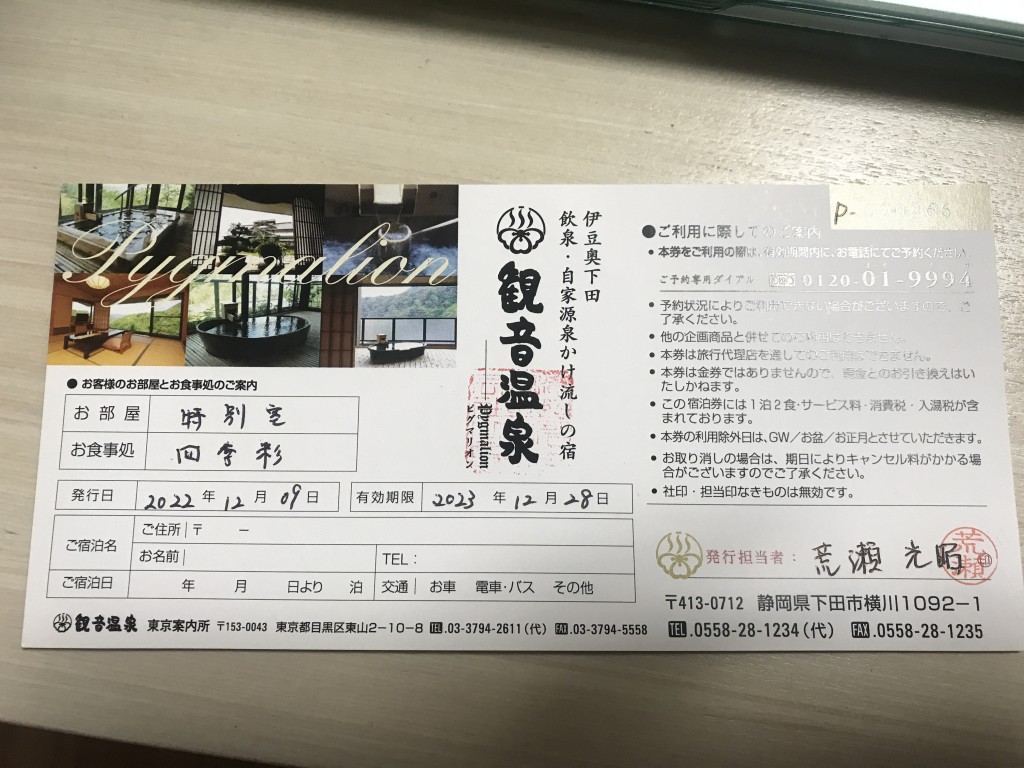 Pygmalion
伊豆奥下田
飲泉・自家源泉かけ流しの宿
観音温泉
Pygmalion
ピグマリオン
●お客様のお部屋とお食事処のご案内
お部屋 特別室
お食事処 四季彩
発行日 2022年12月09日
有効期限 2023年12月28日
ご宿泊名 ご住所 〒 −
お名前 TEL：
ご宿泊日 年 月 日より 泊 交通 お車 電車・バス その他
観音温泉 東京案内所 〒153-0043 東京都目黒区東山2−10−8 TEL.03-3794-2611(代) FAX.03-3794-5558
P-
●ご利用に際してのご案内
・本券をご利用の際は、有効期間内に、お電話にてご予約ください。
ご予約専用ダイアル 0120-01-9994
・予約状況によりご利用できない場合がございますので、ご
了承ください。
・他の企画商品と併せてのご利用はできません。
・本券は旅行代理店を通してのご利用はできません。
・本券は金券ではありませんので、現金とのお引き換えはい
たしかねます。
・この宿泊券には1泊2食・サービス料・消費税・入湯税が含
まれております。
・本券の利用除外日は、GW／お盆／お正月とさせていただきます。
・お取り消しの場合は、期日によりキャンセル料がかかる場
合がございますのでご了承ください。
・社印・担当印なきものは無効です。
発行担当者： 荒瀬 光昭 印
荒瀬
〒413-0712 静岡県下田市横川1092−1
TEL.0558-28-1234(代) FAX.0558-28-1235